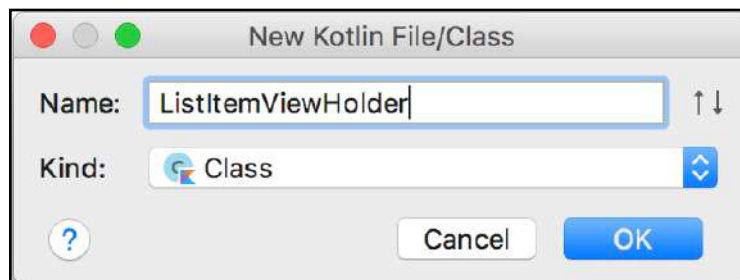 New Kotlin File/Class
Name: ListItemViewHolder ↑↓
Kind: Class
? Cancel OK